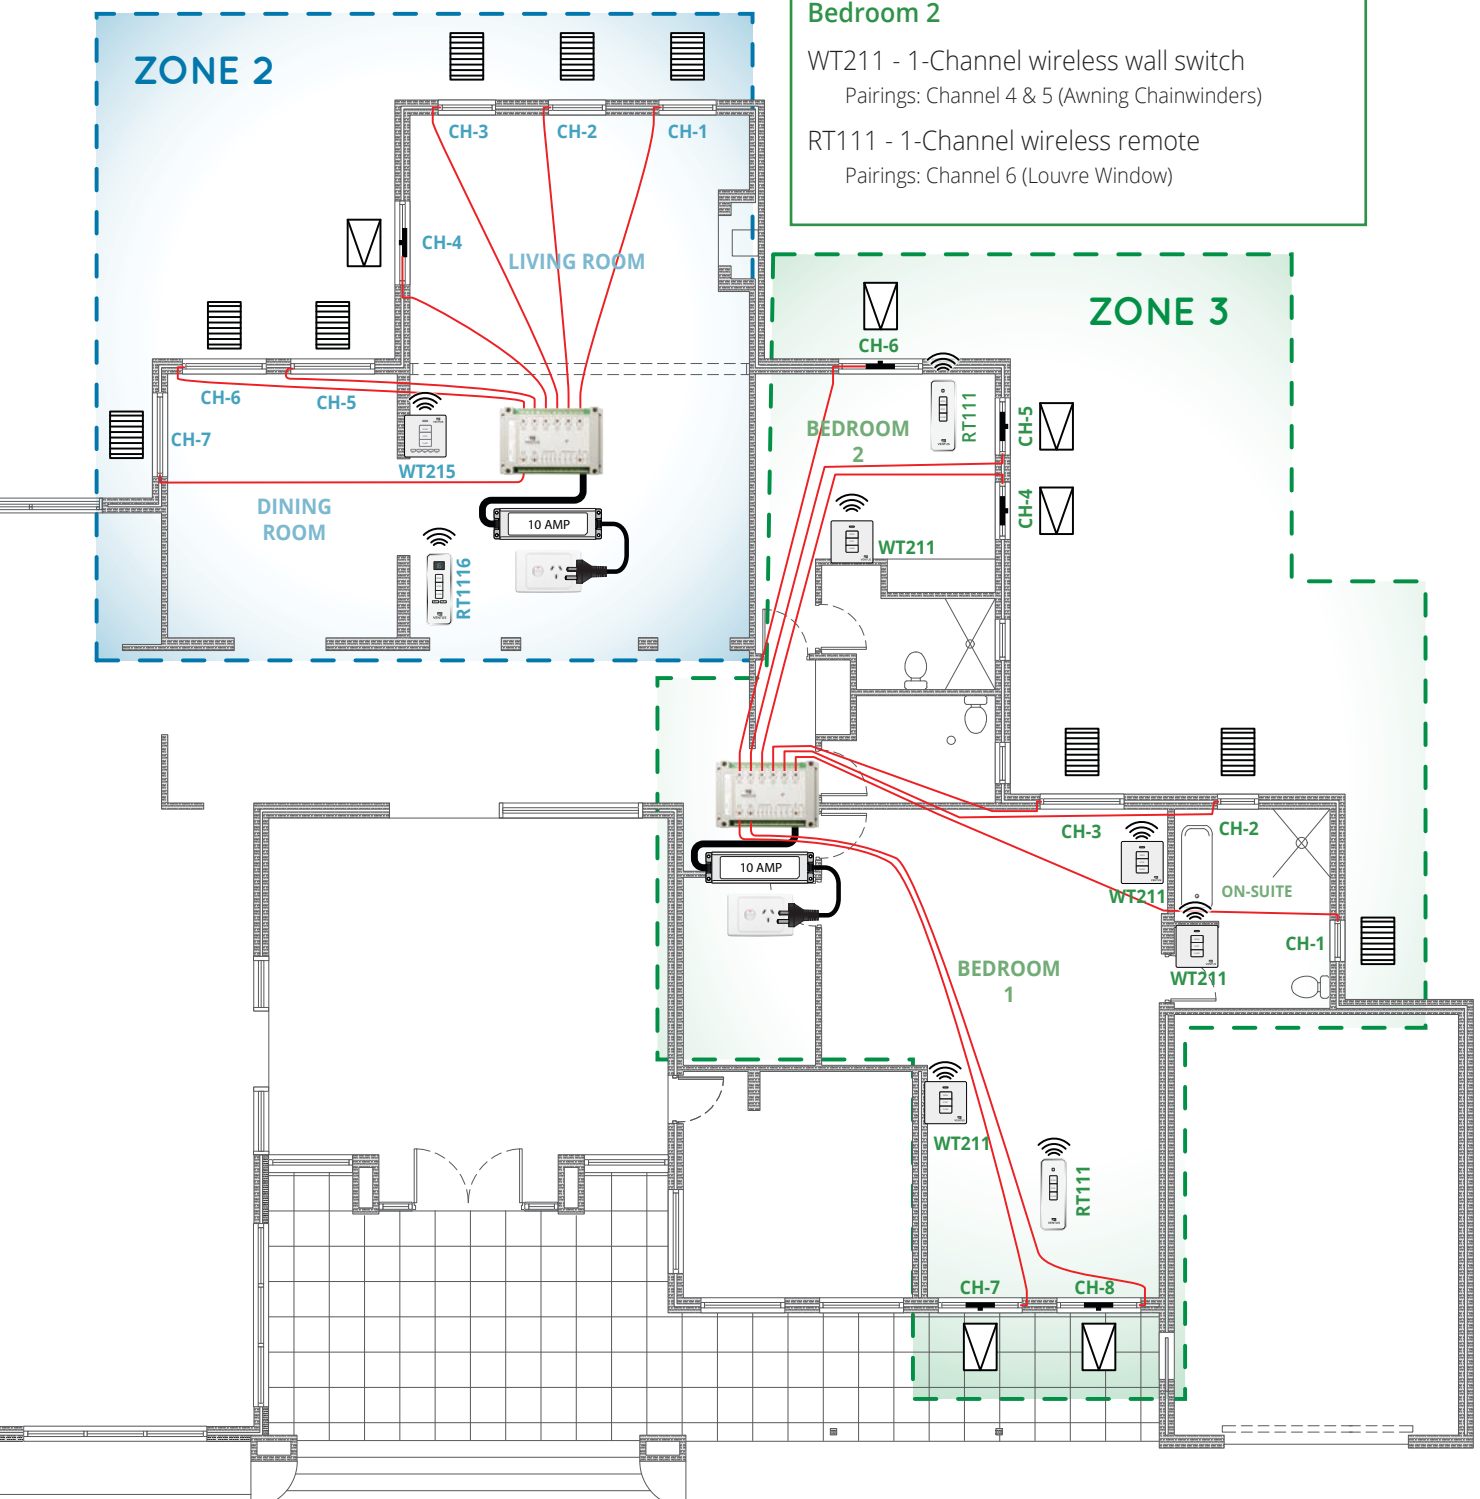 Bedroom 2
WT211 - 1-Channel wireless wall switch
Pairings: Channel 4 & 5 (Awning Chainwinders)
RT111 - 1-Channel wireless remote
Pairings: Channel 6 (Louvre Window)
ZONE 2
CH-3
CH-2
CH-1
CH-4
LIVING ROOM
CH-6
CH-5
CH-7
WT215
DINING
ROOM
10 AMP
RT1116
ZONE 3
CH-6
RT111
CH-5
BEDROOM
2
CH-4
WT211
CH-3
CH-2
10 AMP
WT211
ON-SUITE
CH-1
WT211
BEDROOM
1
WT211
RT111
CH-7
CH-8